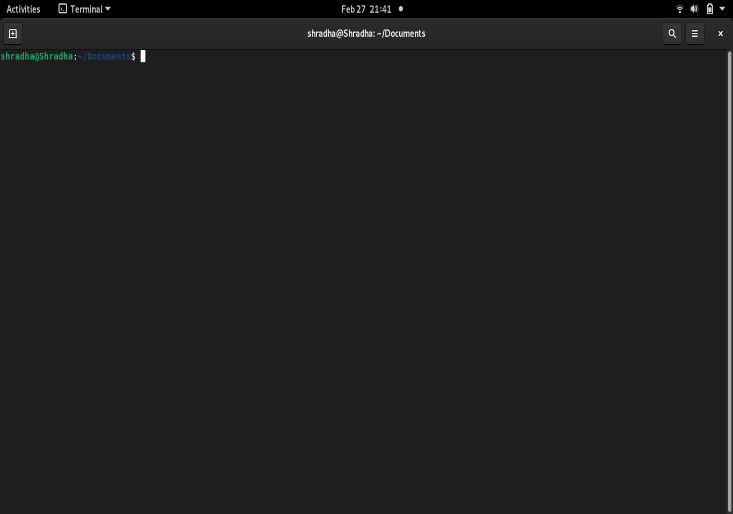 Activities Terminal Feb 27 21:41
shradha@Shradha: ~/Documents
shradha@Shradha:~/Documents$